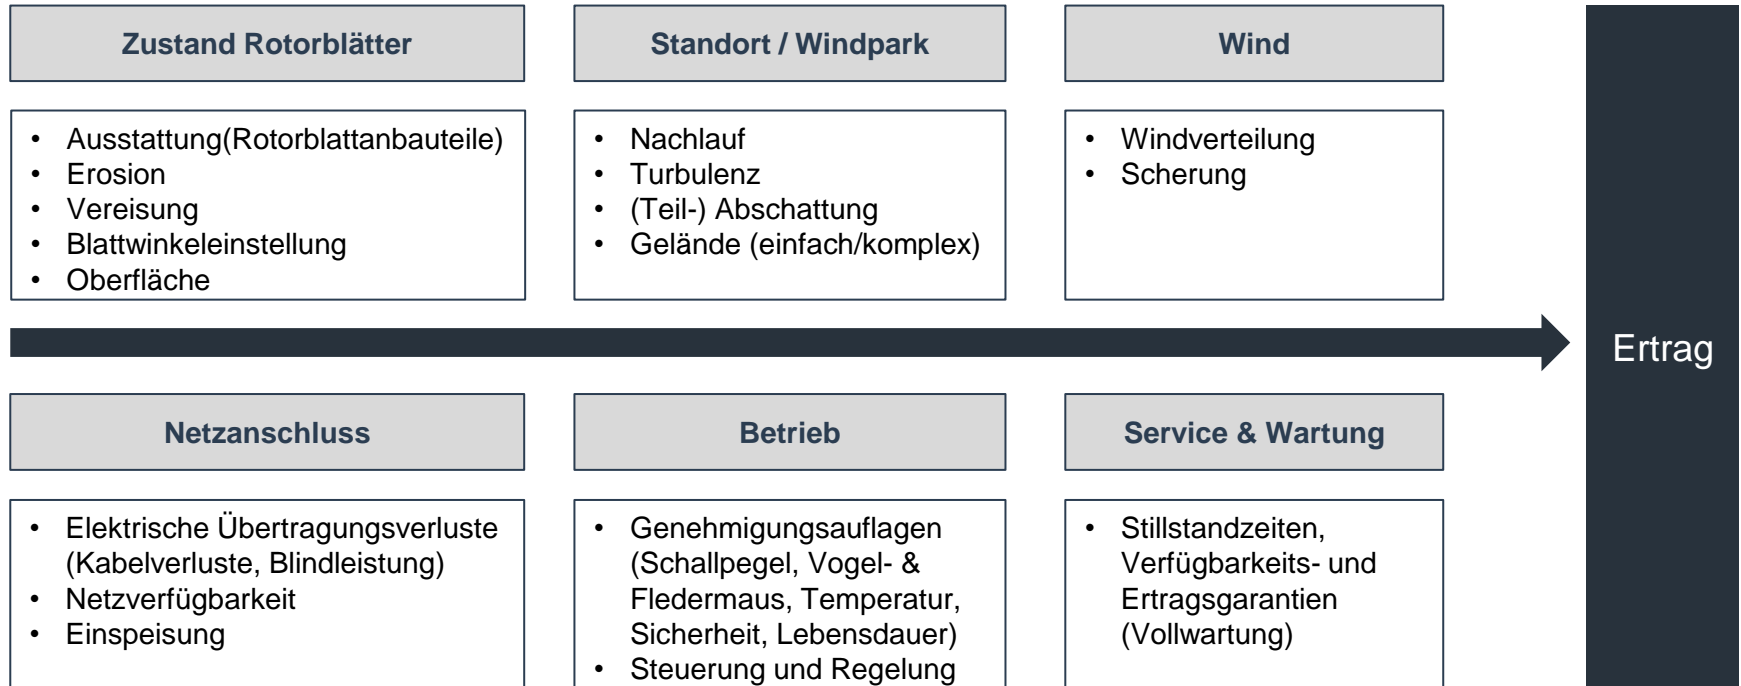 Zustand Rotorblätter
• Ausstattung(Rotorblattanbauteile)
• Erosion
• Vereisung
• Blattwinkeleinstellung
• Oberfläche
Standort / Windpark
• Nachlauf
• Turbulenz
• (Teil-) Abschattung
• Gelände (einfach/komplex)
Wind
• Windverteilung
• Scherung
Netzanschluss
• Elektrische Übertragungsverluste
(Kabelverluste, Blindleistung)
• Netzverfügbarkeit
• Einspeisung
Betrieb
• Genehmigungsauflagen
(Schallpegel, Vogel- &
Fledermaus, Temperatur,
Sicherheit, Lebensdauer)
• Steuerung und Regelung
Service & Wartung
• Stillstandzeiten,
Verfügbarkeits- und
Ertragsgarantien
(Vollwartung)
Ertrag